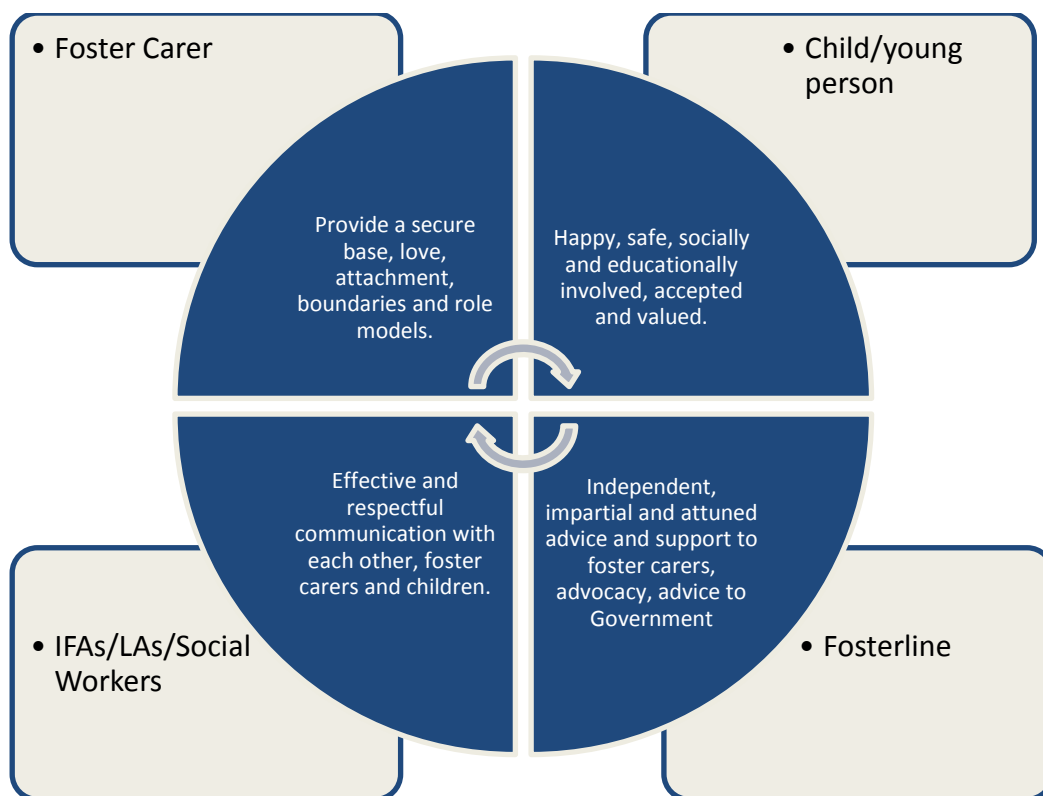 • Foster Carer
• Child/young
person
Provide a secure
base, love,
attachment,
boundaries and role
models.
Happy, safe, socially
and educationally
involved, accepted
and valued.
Effective and
respectful
communication with
each other, foster
carers and children.
Independent,
impartial and attuned
advice and support to
foster carers,
advocacy, advice to
Government
• IFAs/LAs/Social
Workers
• Fosterline